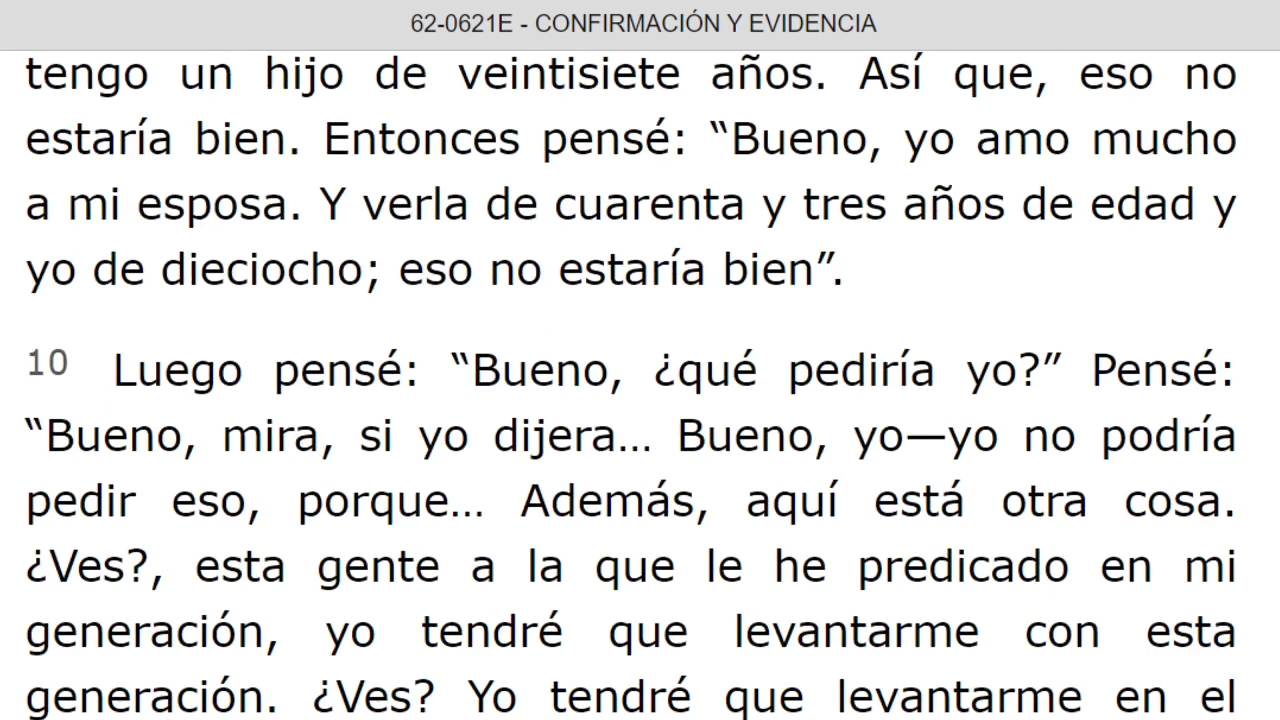 62-0621E - CONFIRMACIÓN Y EVIDENCIA
tengo un hijo de veintisiete años. Así que, eso no
estaría bien. Entonces pensé: “Bueno, yo amo mucho
a mi esposa. Y verla de cuarenta y tres años de edad y
yo de dieciocho; eso no estaría bien”.
10 Luego pensé: “Bueno, ¿qué pediría yo?” Pensé:
“Bueno, mira, si yo dijera… Bueno, yo—yo no podría
pedir eso, porque… Además, aquí está otra cosa.
¿Ves?, esta gente a la que le he predicado en mi
generación, yo tendré que levantarme con esta
generación. ¿Ves? Yo tendré que levantarme en el